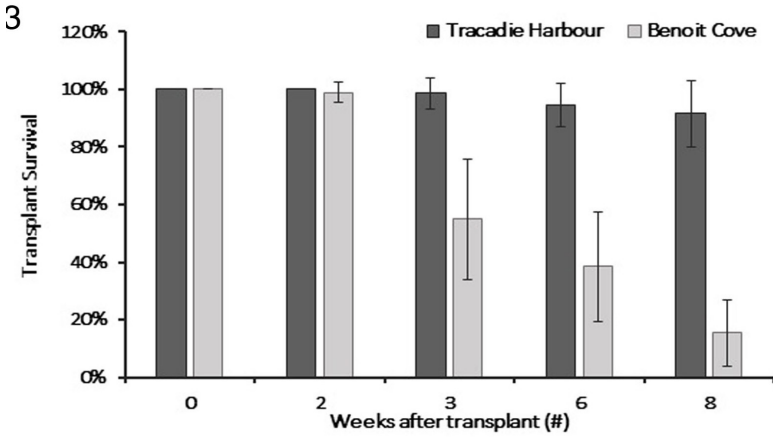 3
120%
Tracadie Harbour Benoit Cove
100%
80%
60%
40%
20%
0%
Transplant Survival
0 2 3 6 8
Weeks after transplant (#)